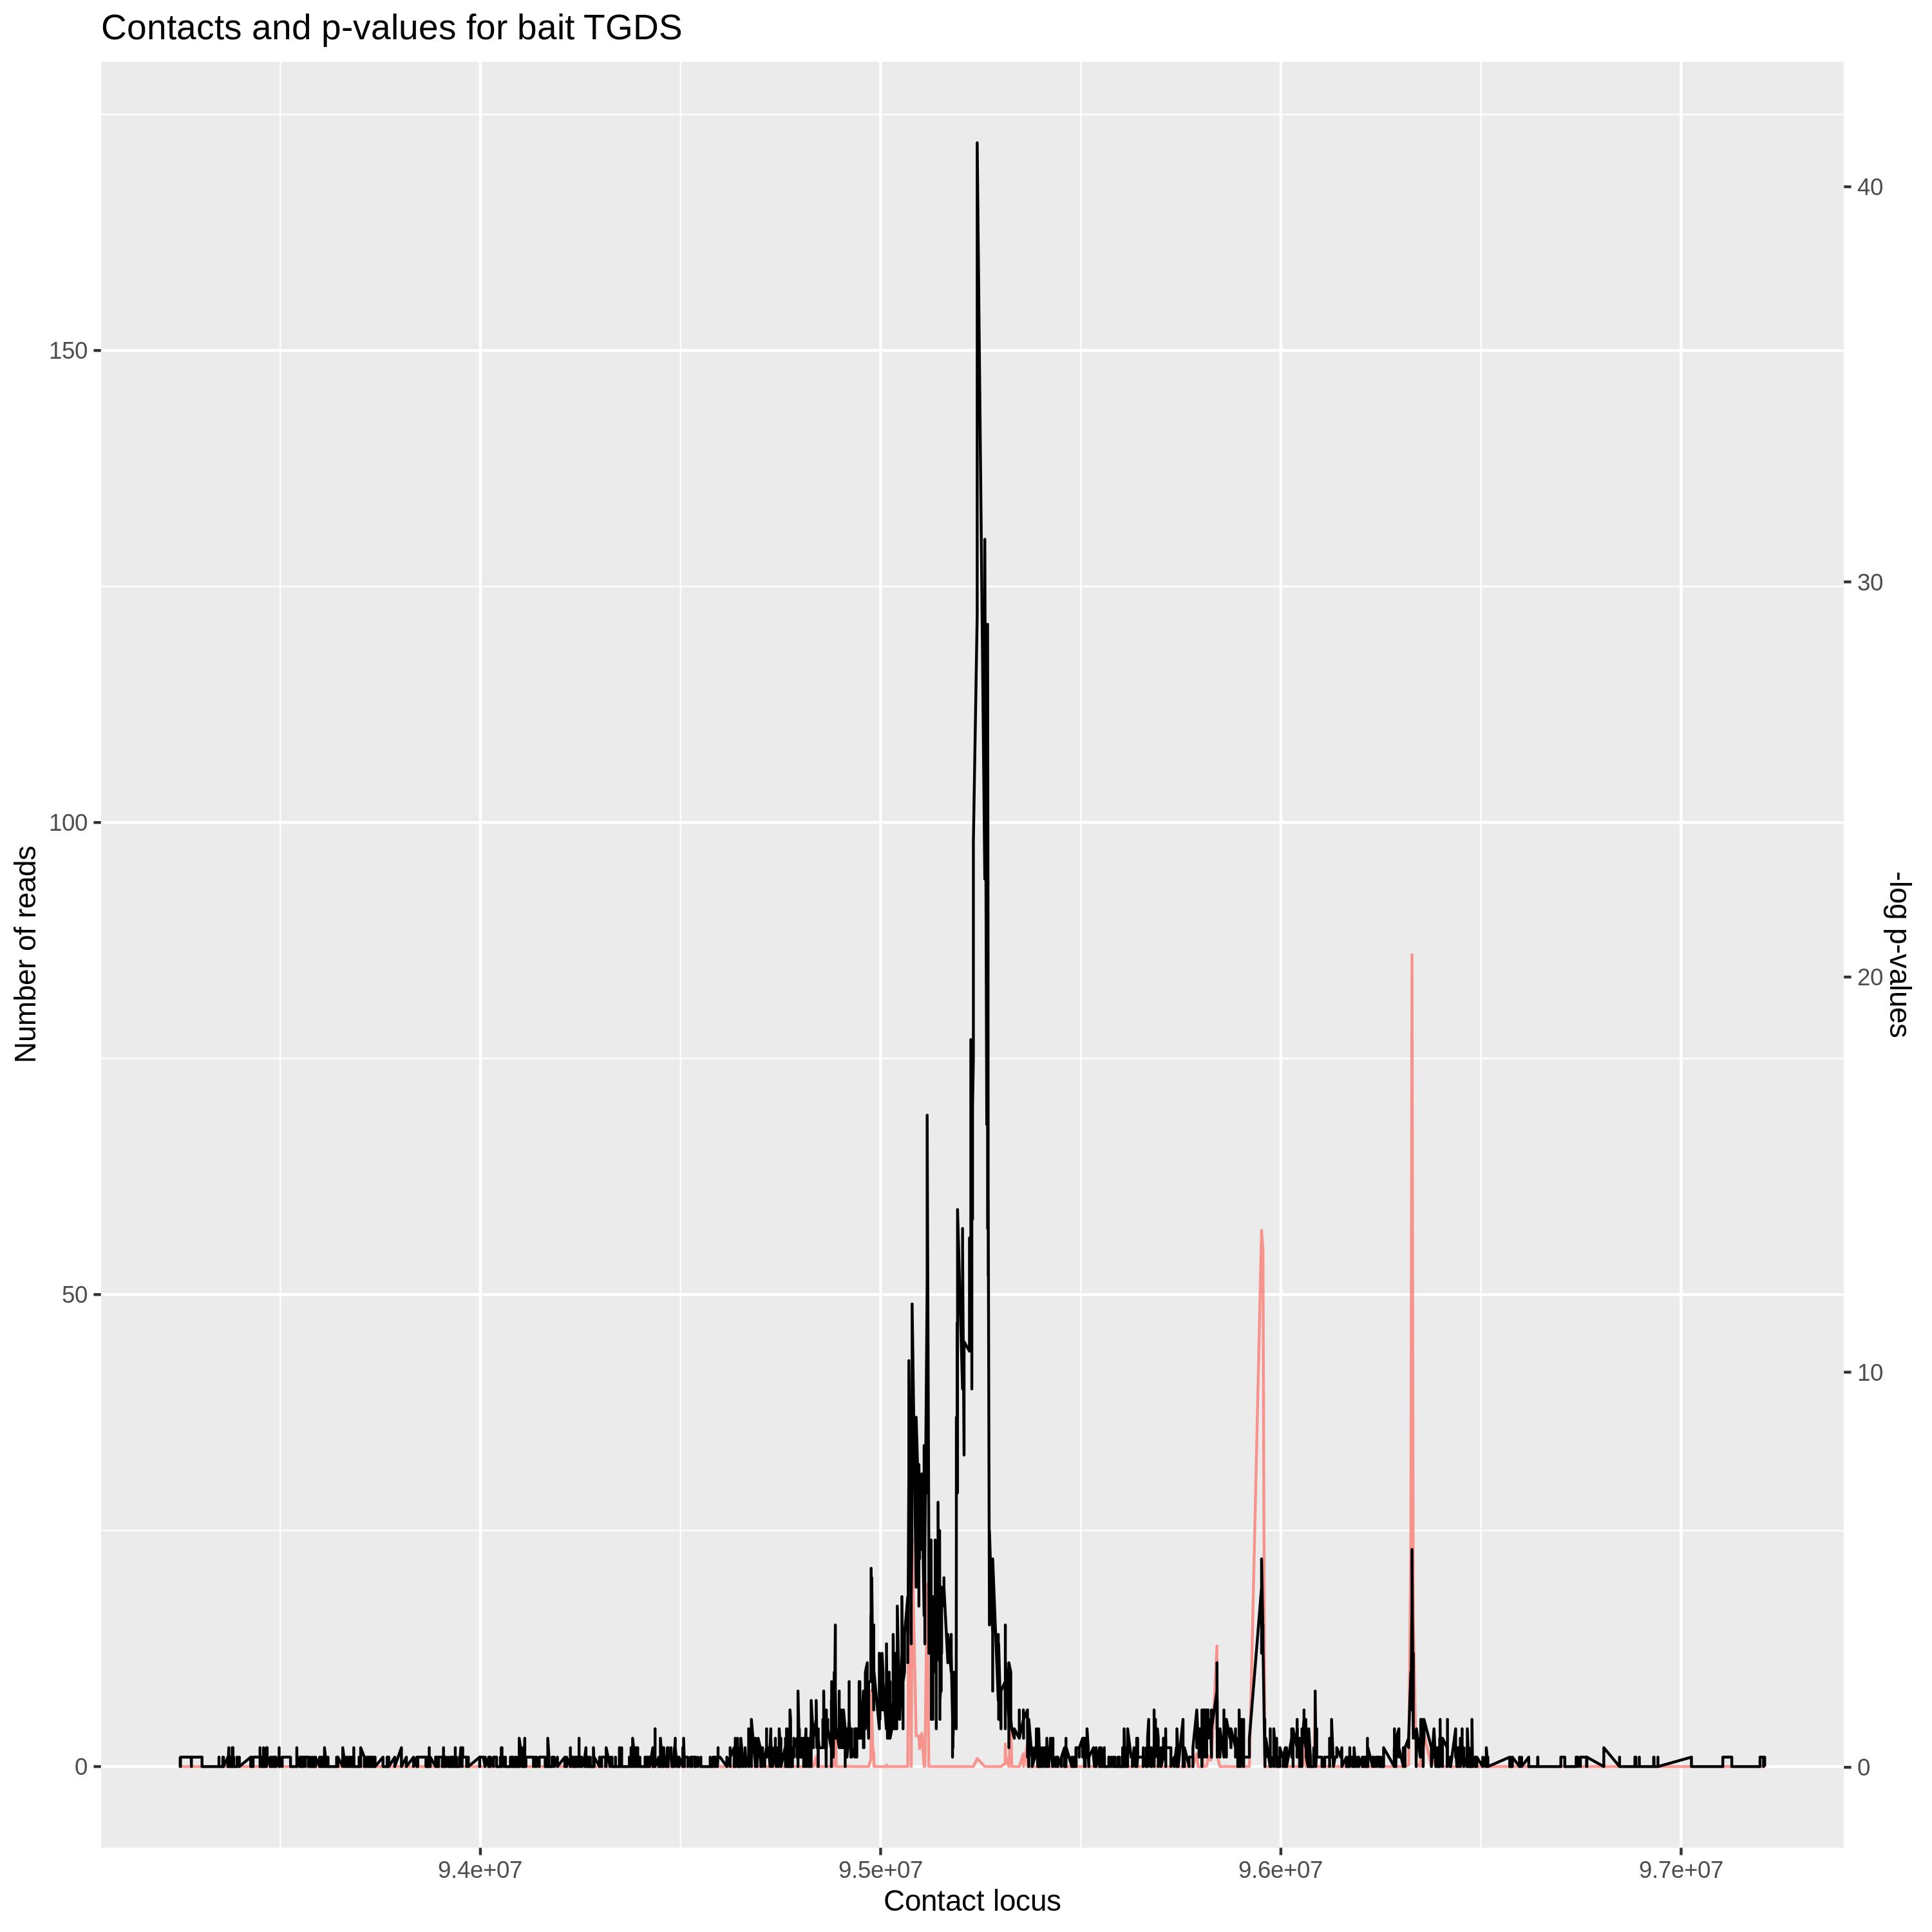 Contacts and p-values for bait TGDS
150
100
50
0
Number of reads
40
30
20
10
0
-log p-values
9.4e+07 9.5e+07 9.6e+07 9.7e+07
Contact locus